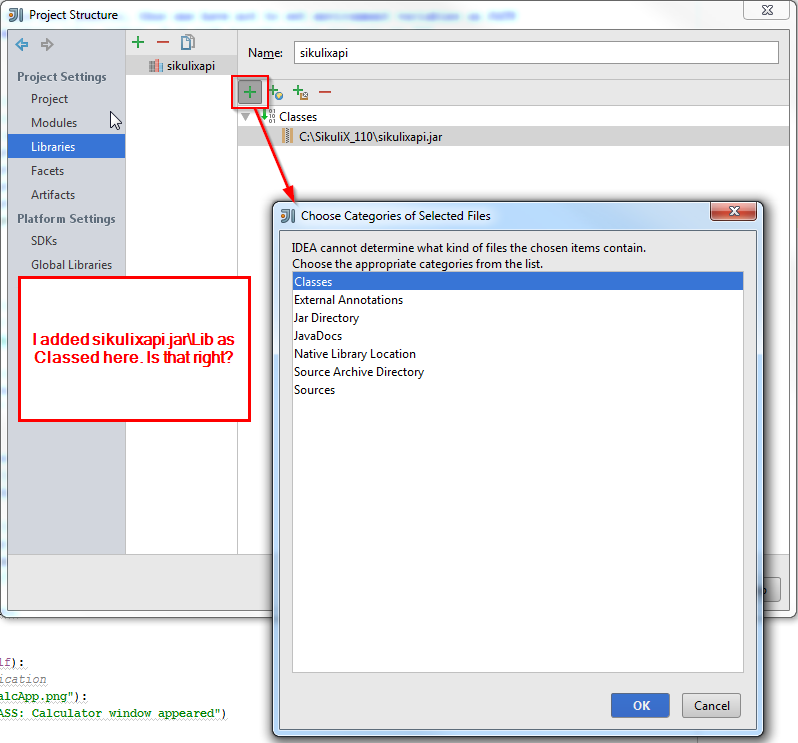 Project Structure
Name: sikulixapi
sikulixapi
Project Settings
Project
Modules
Libraries
Facets
Artifacts
Platform Settings
SDKs
Global Libraries
Classes
C:\SikuliX_110\sikulixapi.jar
I added sikulixapi.jar\Lib as
Classed here. Is that right?
Choose Categories of Selected Files
IDEA cannot determine what kind of files the chosen items contain.
Choose the appropriate categories from the list.
Classes
External Annotations
Jar Directory
JavaDocs
Native Library Location
Source Archive Directory
Sources
OK
Cancel
lf):
ication
alcApp.png"):
ASS: Calculator window appeared")